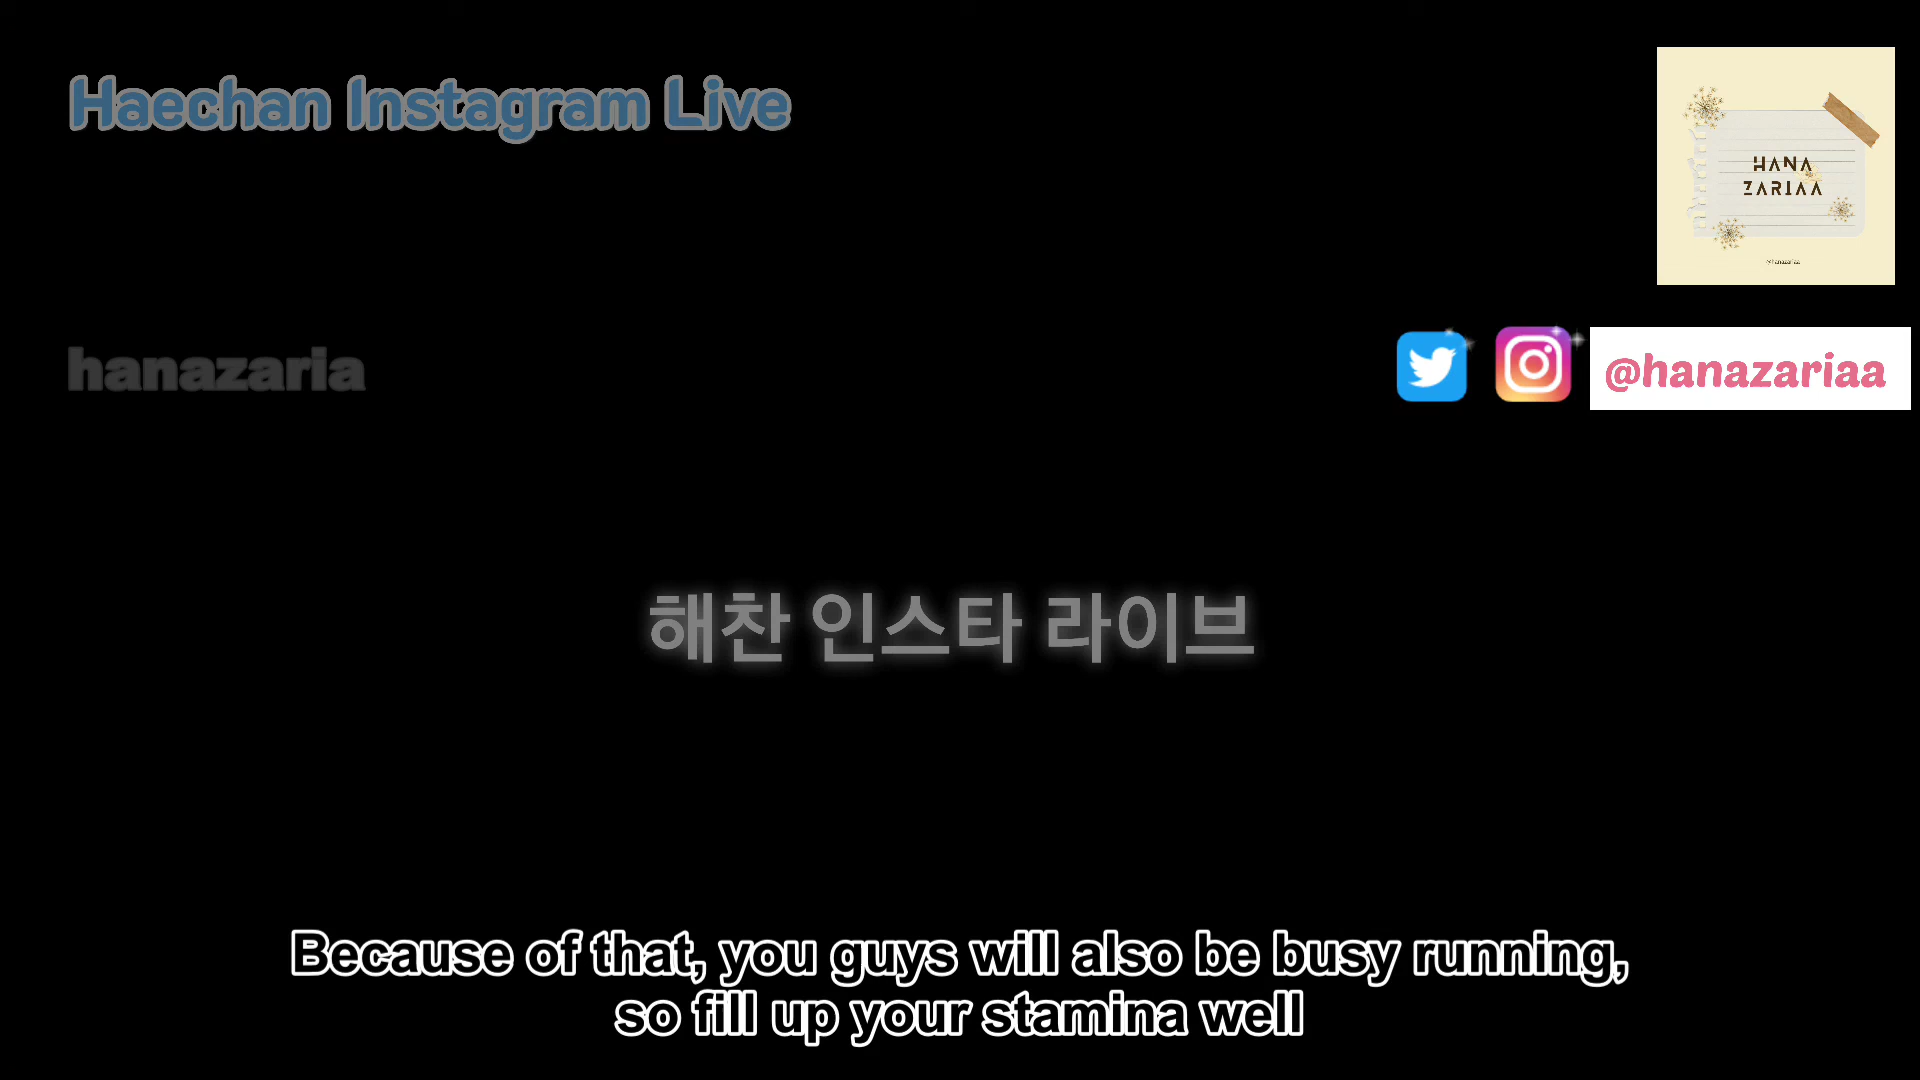 Haechan Instagram Live
HANA
ZARIAA
@hanazariaa
hanazaria
@hanazariaa
해찬 인스타 라이브
Because of that, you guys will also be busy running,
so fill up your stamina well